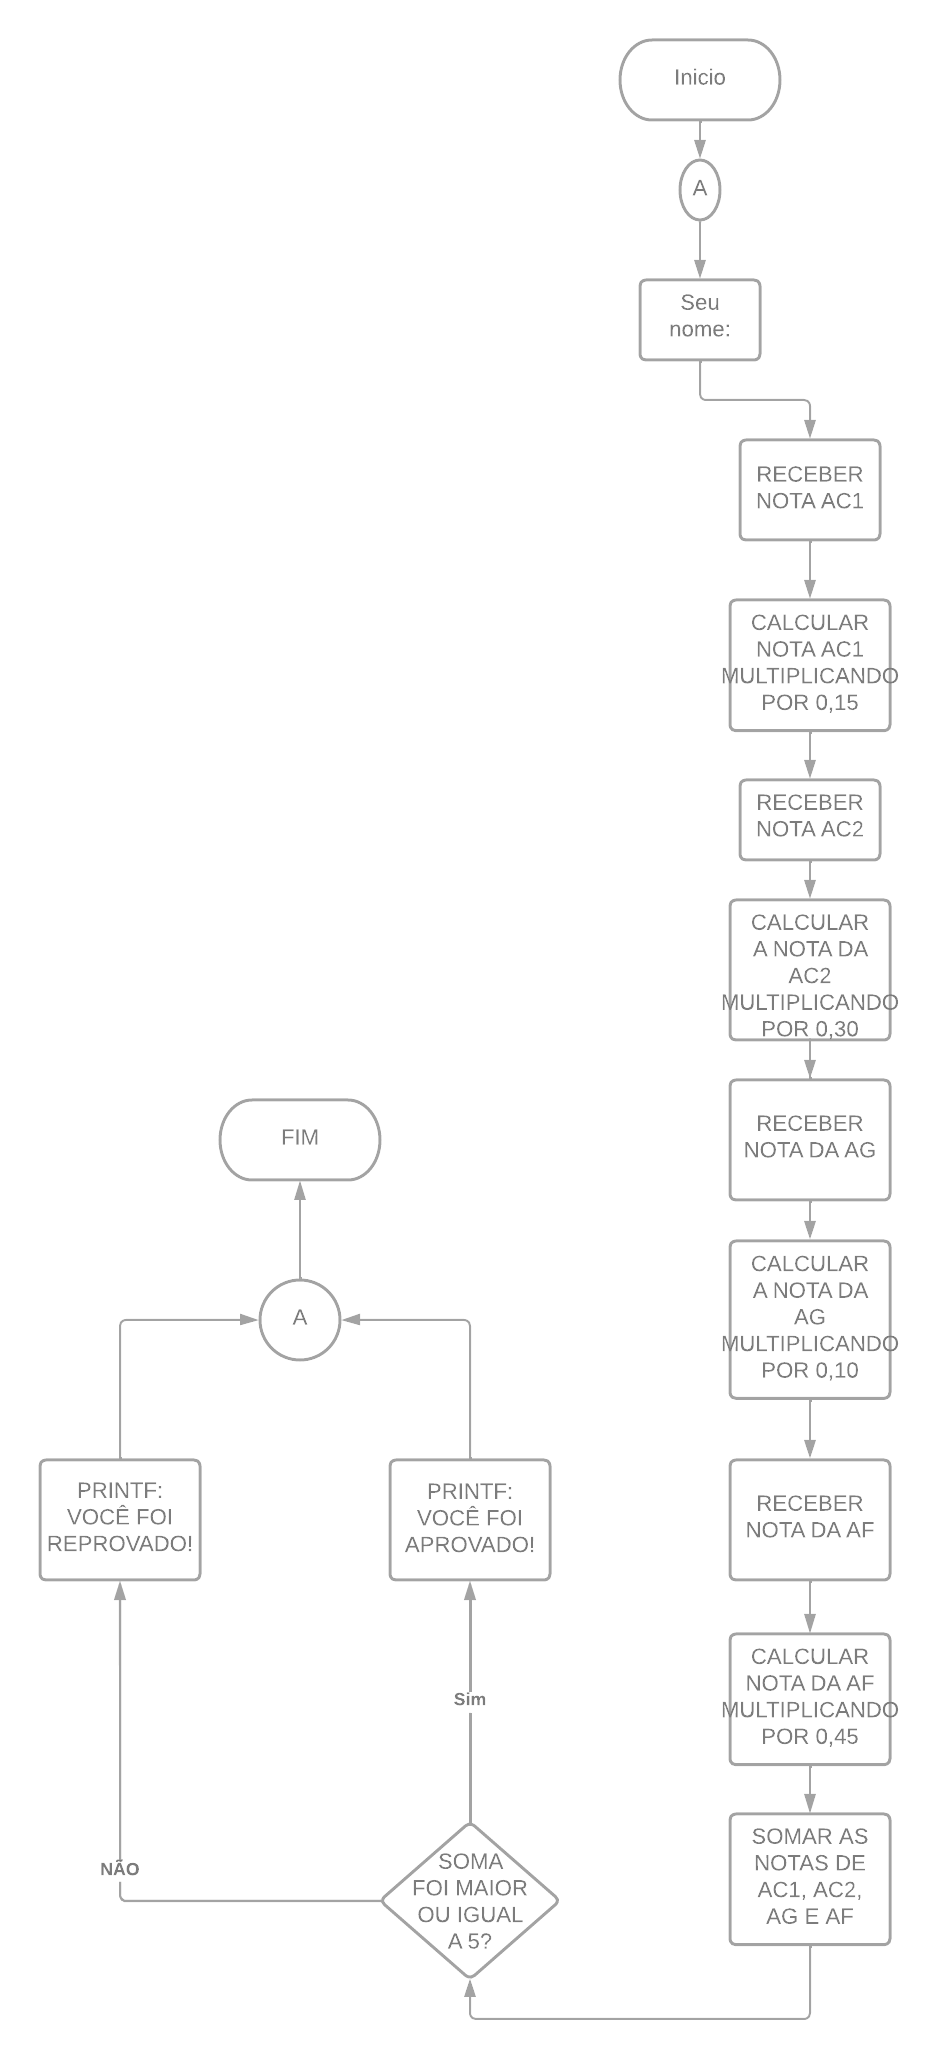 Inicio
A
Seu
nome:
RECEBER
NOTA AC1
CALCULAR
NOTA AC1
MULTIPLICANDO
POR 0,15
RECEBER
NOTA AC2
CALCULAR
A NOTA DA
AC2
MULTIPLICANDO
POR 0,30
RECEBER
NOTA DA AG
CALCULAR
A NOTA DA
AG
MULTIPLICANDO
POR 0,10
RECEBER
NOTA DA AF
CALCULAR
NOTA DA AF
MULTIPLICANDO
POR 0,45
SOMAR AS
NOTAS DE
AC1, AC2,
AG E AF
SOMA
FOI MAIOR
OU IGUAL
A 5?
Sim
NÃO
PRINTF:
VOCÊ FOI
APROVADO!
PRINTF:
VOCÊ FOI
REPROVADO!
A
FIM